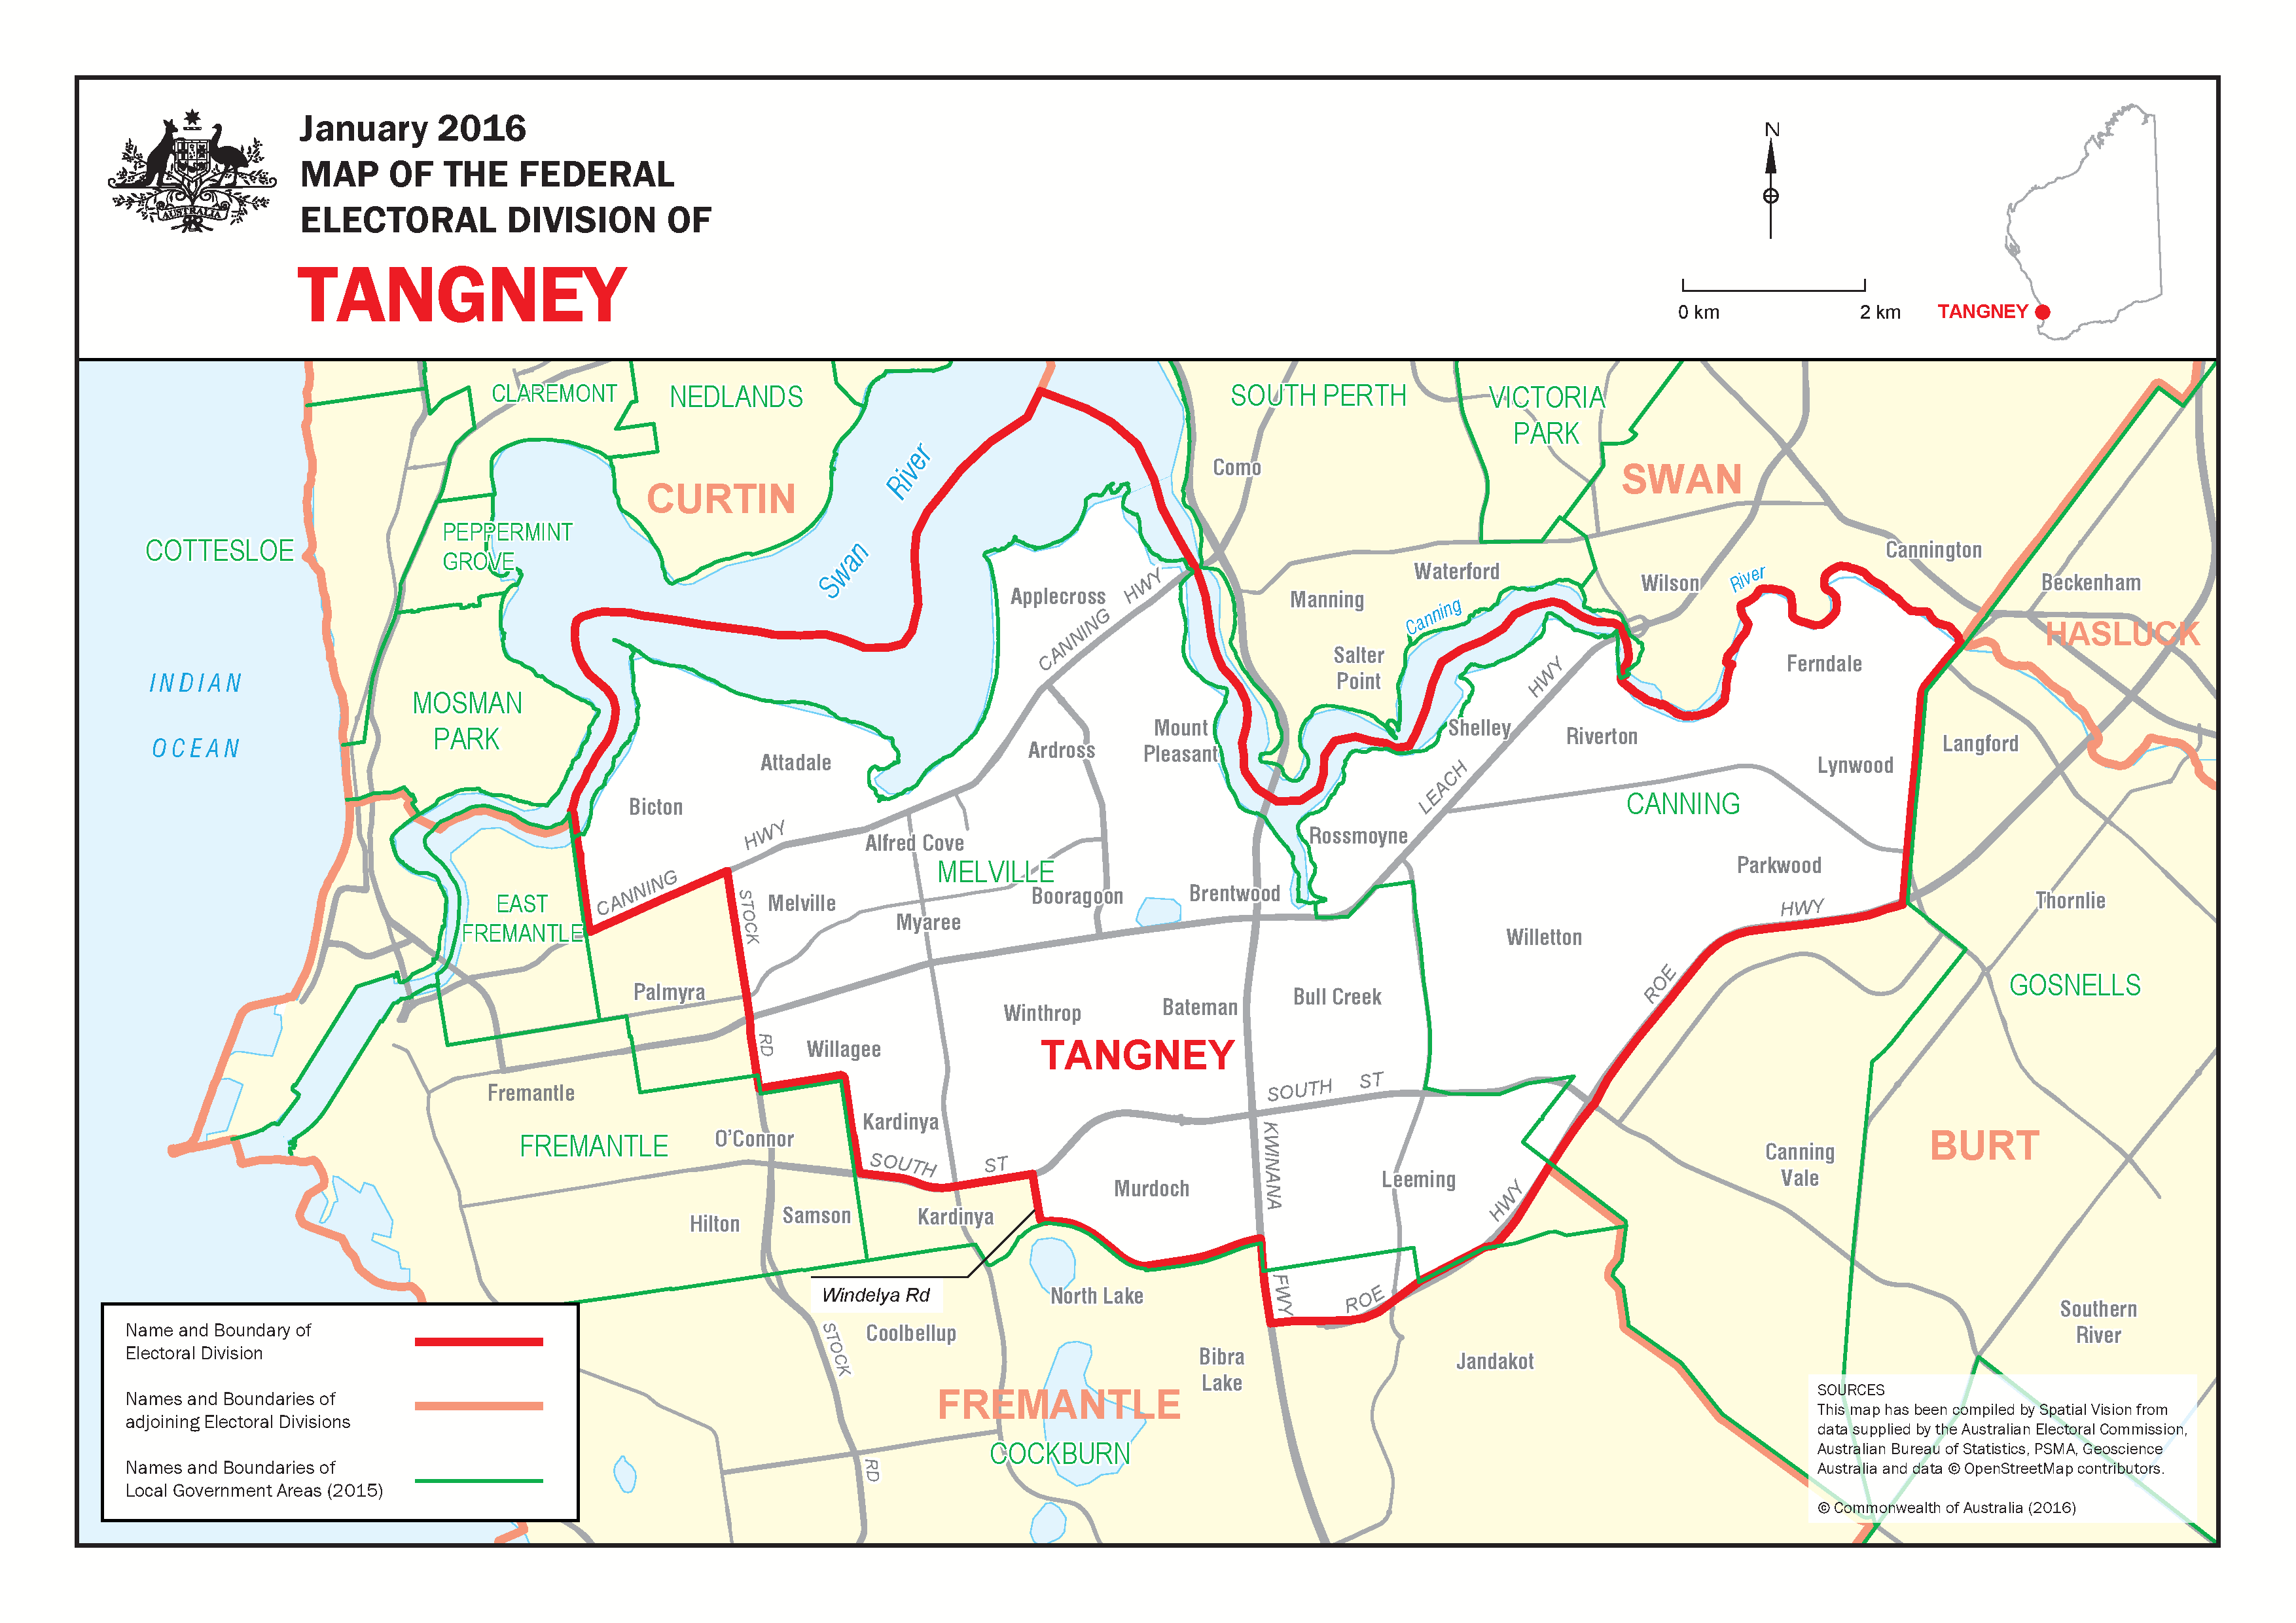 January 2016
MAP OF THE FEDERAL
ELECTORAL DIVISION OF
TANGNEY
AUSTRALIA
N
0 km
2 km
TANGNEY
CLAREMONT
NEDLANDS
SOUTH PERTH
VICTORIA
PARK
Como
SWAN
CURTIN
River
Swan
PEPPERMINT
GROVE
COTTESLOE
Cannington
Beckenham
Waterford
Wilson
River
Applecross
CANNING
HWY
Manning
Canning
HASLUCK
Salter
Point
Ferndale
HWY
INDIAN
OCEAN
MOSMAN
PARK
Mount
Pleasant
Ardross
Shelley
Riverton
Langford
Attadale
Lynwood
LEACH
CANNING
Bicton
HWY
Alfred Cove
Rossmoyne
MELVILLE
Parkwood
CANNING
STOCK
Melville
Booragoon
Brentwood
EAST
FREMANTLE
Myaree
HWY
Thornlie
Willetton
Palmyra
Winthrop
Bateman
Bull Creek
ROE
GOSNELLS
RD
Willagee
TANGNEY
Fremantle
SOUTH
ST
Kardinya
FREMANTLE
O'Connor
SOUTH
ST
KWINANA
Murdoch
Leeming
HWY
Canning
Vale
BURT
Hilton
Samson
Kardinya
Windelya Rd
North Lake
FWY
ROE
Southern
River
STOCK
Coolbellup
Bibra
Lake
Jandakot
FREMANTLE
COCKBURN
RD
Name and Boundary of
Electoral Division
Names and Boundaries of
adjoining Electoral Divisions
Names and Boundaries of
Local Government Areas (2015)
SOURCES
This map has been compiled by Spatial Vision from
data supplied by the Australian Electoral Commission,
Australian Bureau of Statistics, PSMA, Geoscience
Australia and data © OpenStreetMap contributors.
© Commonwealth of Australia (2016)